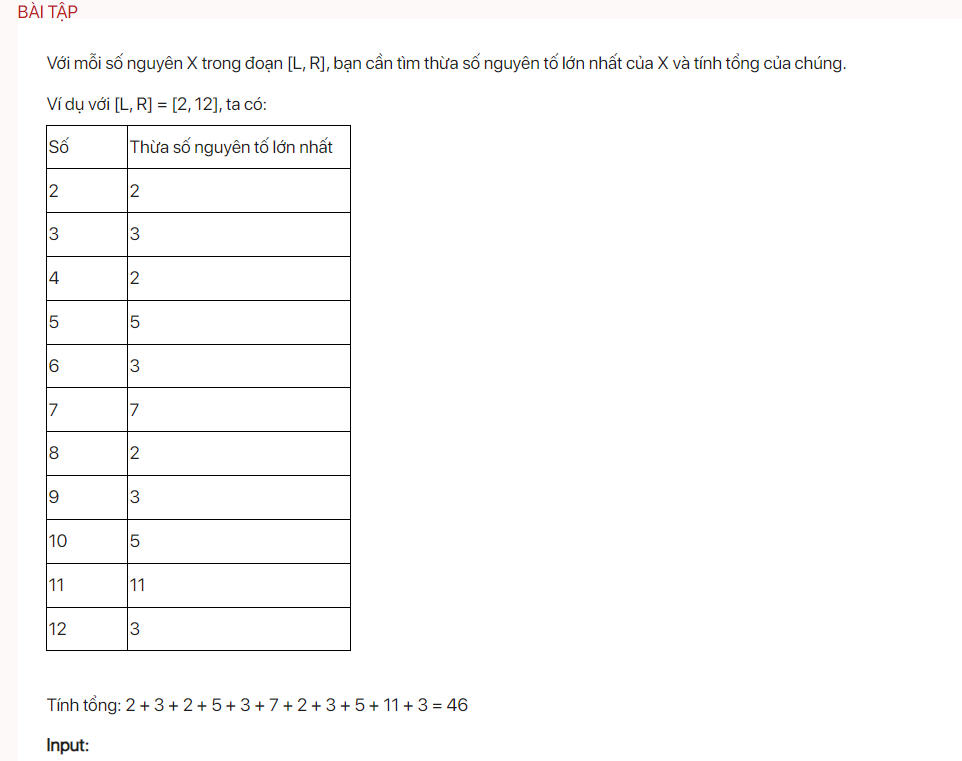 BÀI TẬP
Với mỗi số nguyên X trong đoạn [L, R], bạn cần tìm thừa số nguyên tố lớn nhất của X và tính tổng của chúng.
Ví dụ với [L, R] = [2, 12], ta có:
Số Thừa số nguyên tố lớn nhất
2 2
3 3
4 2
5 5
6 3
7 7
8 2
9 3
10 5
11 11
12 3
Tính tổng: 2 + 3 + 2 + 5 + 3 + 7 + 2 + 3 + 5 + 11 + 3 = 46
Input: